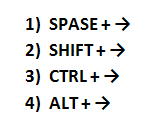 1) SPASE + →
2) SHIFT + →
3) CTRL + →
4) ALT + →